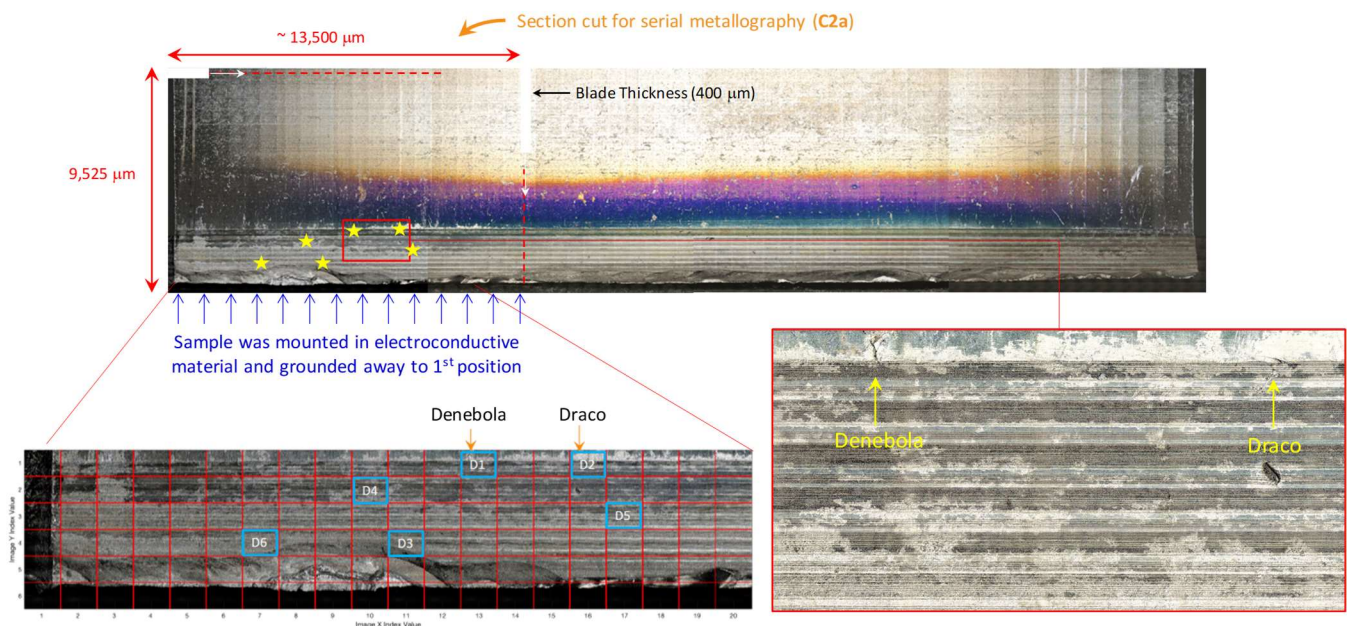 Section cut for serial metallography (C2a)
~ 13,500 μm
Blade Thickness (400 μm)
9,525 μm
Sample was mounted in electroconductive
material and grounded away to 1st position
Denebola
Draco
D1
D2
D4
D5
D6
D3
Image Y Index Value
1
2
3
4
5
6
1 2 3 4 5 6 7 8 9 10 11 12 13 14 15 16 17 18 19 20
Image X Index Value
Denebola
Draco